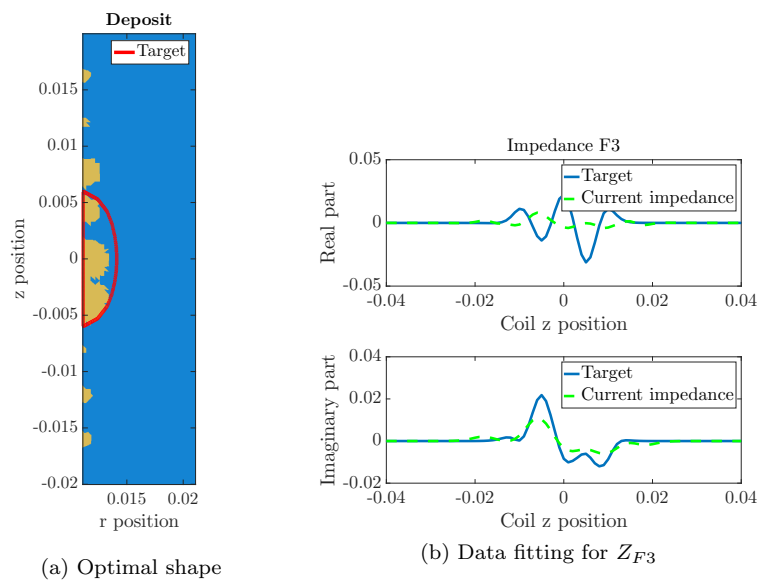 Deposit
Target
0.015
0.01
0.005
0
-0.005
-0.01
-0.015
-0.02
z position
0.015
0.02
r position
(a) Optimal shape
Impedance F3
Target
Current impedance
0.05
0
-0.05
Real part
-0.04
-0.02
0
0.02
0.04
Coil z position
Target
Current impedance
0.04
0.02
0
-0.02
Imaginary part
-0.04
-0.02
0
0.02
0.04
Coil z position
(b) Data fitting for Z_{F3}